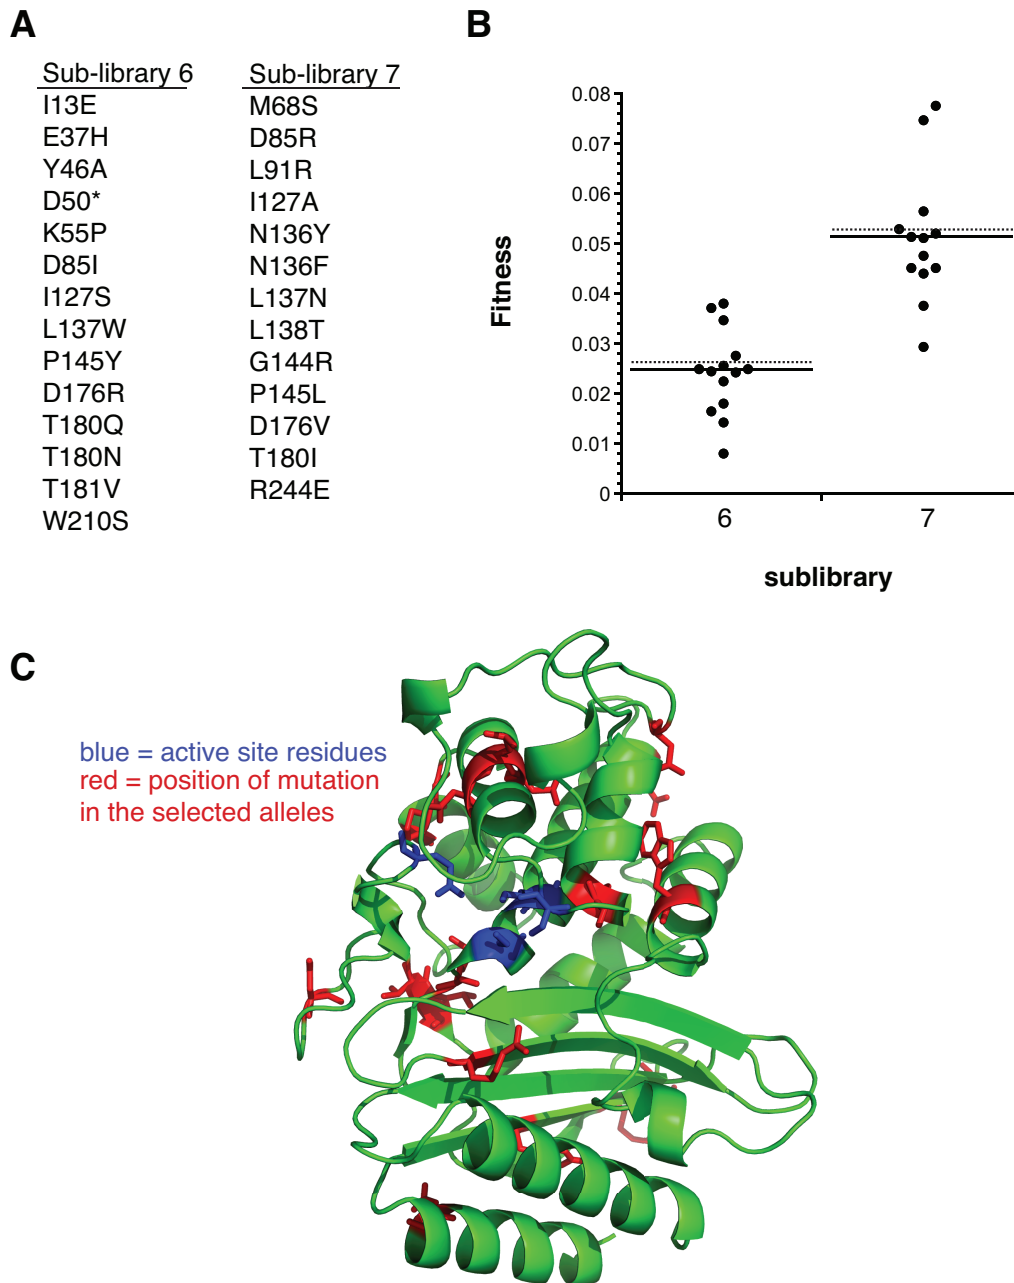 A
Sub-library 6
I13E
E37H
Y46A
D50*
K55P
D85I
I127S
L137W
P145Y
D176R
T180Q
T180N
T181V
W210S
Sub-library 7
M68S
D85R
L91R
I127A
N136Y
N136F
L137N
L138T
G144R
P145L
D176V
T180I
R244E
B
Fitness
0.08
0.07
0.06
0.05
0.04
0.03
0.02
0.01
0
6 7
sublibrary
C
blue = active site residues
red = position of mutation
in the selected alleles